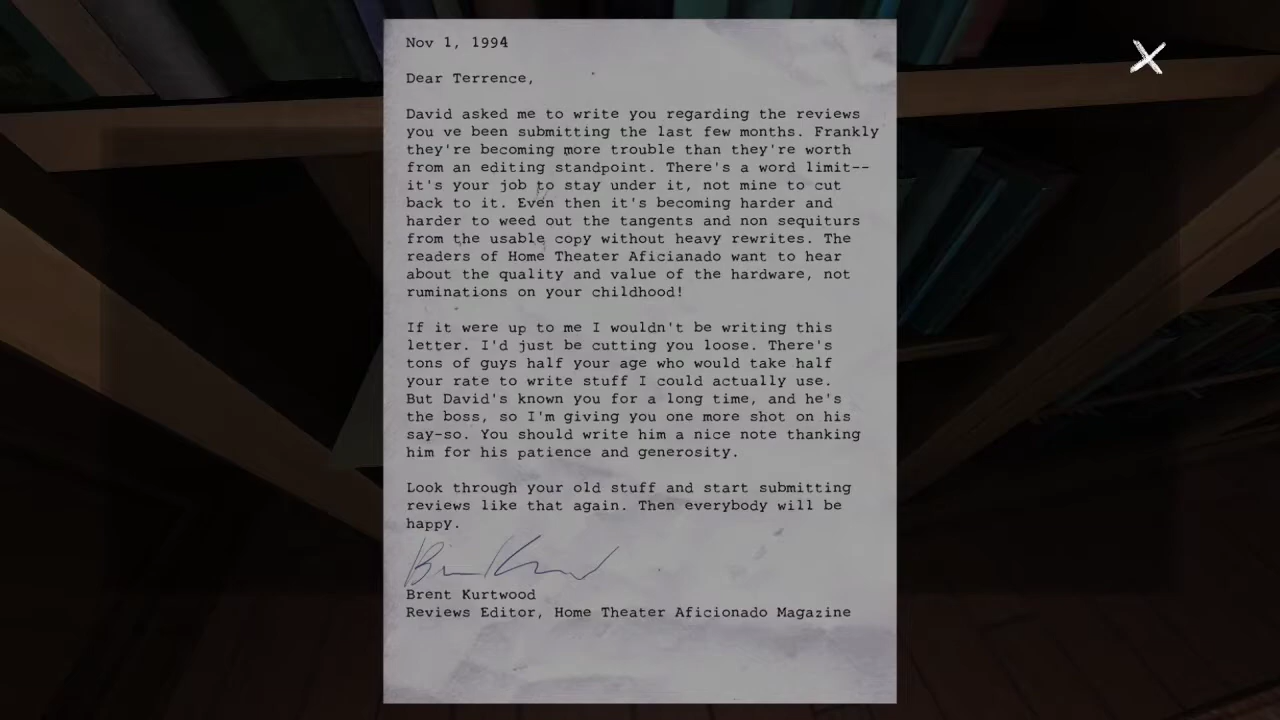 Nov 1, 1994
Dear Terrence,
David asked me to write you regarding the reviews
you ve been submitting the last few months. Frankly
they're becoming more trouble than they're worth
from an editing standpoint. There's a word limit--
it's your job to stay under it, not mine to cut
back to it. Even then it's becoming harder and
harder to weed out the tangents and non sequiturs
from the usable copy without heavy rewrites. The
readers of Home Theater Aficianado want to hear
about the quality and value of the hardware, not
ruminations on your childhood!
If it were up to me I wouldn't be writing this
letter. I'd just be cutting you loose. There's
tons of guys half your age who would take half
your rate to write stuff I could actually use.
But David's known you for a long time, and he's
the boss, so I'm giving you one more shot on his
say-so. You should write him a nice note thanking
him for his patience and generosity.
Look through your old stuff and start submitting
reviews like that again. Then everybody will be
happy.
Brent Kurtwood
Reviews Editor, Home Theater Aficionado Magazine